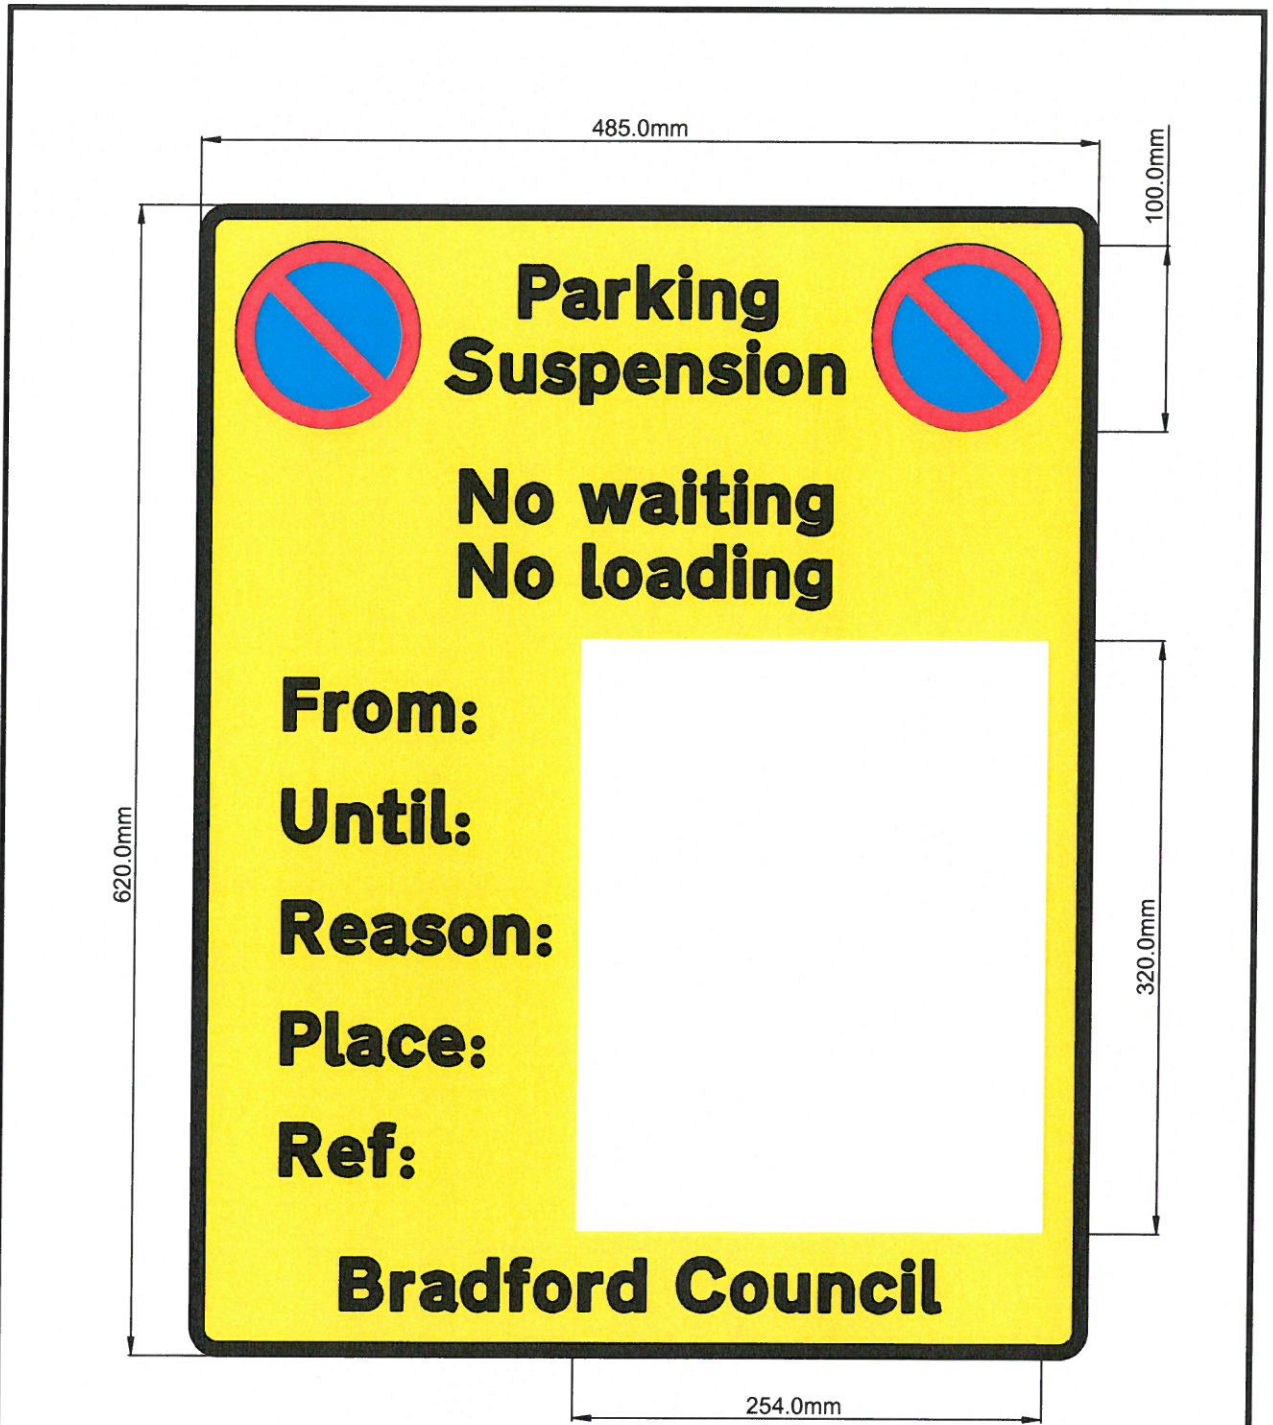 485.0mm
100.0mm
Parking
Suspension
No waiting
No loading
From:
Until:
Reason:
Place:
Ref:
620.0mm
320.0mm
Bradford Council
254.0mm